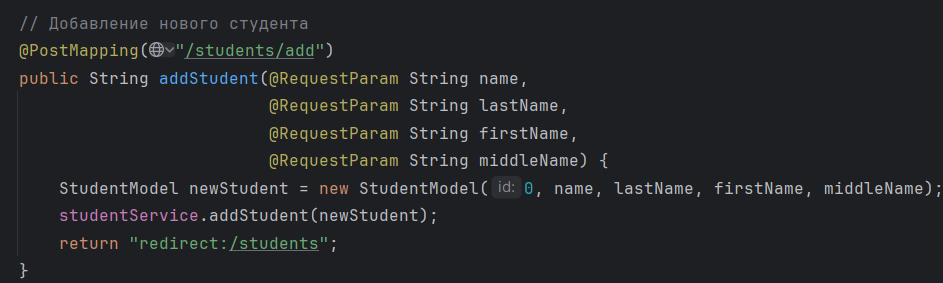 // Добавление нового студента
@PostMapping("/students/add")
public String addStudent(@RequestParam String name,
@RequestParam String lastName,
@RequestParam String firstName,
@RequestParam String middleName) {
StudentModel newStudent = new StudentModel( id: 0, name, lastName, firstName, middleName);
studentService.addStudent(newStudent);
return "redirect:/students";
}